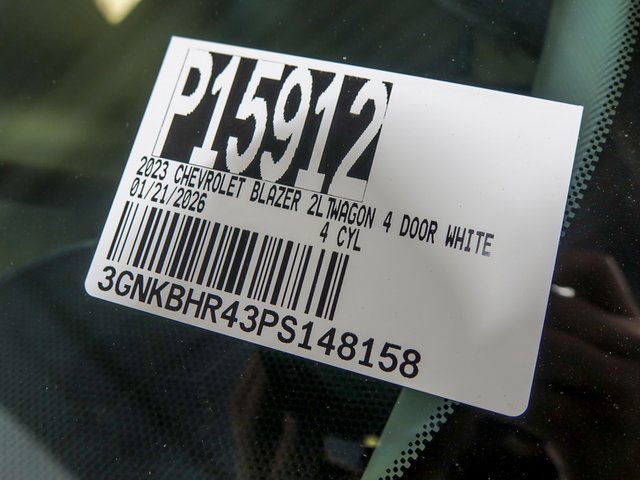 P15912
2023 CHEVROLET BLAZER 2LTWAGON 4 DOOR WHITE
01/21/2026 4 CYL
3GNKBHR43PS148158